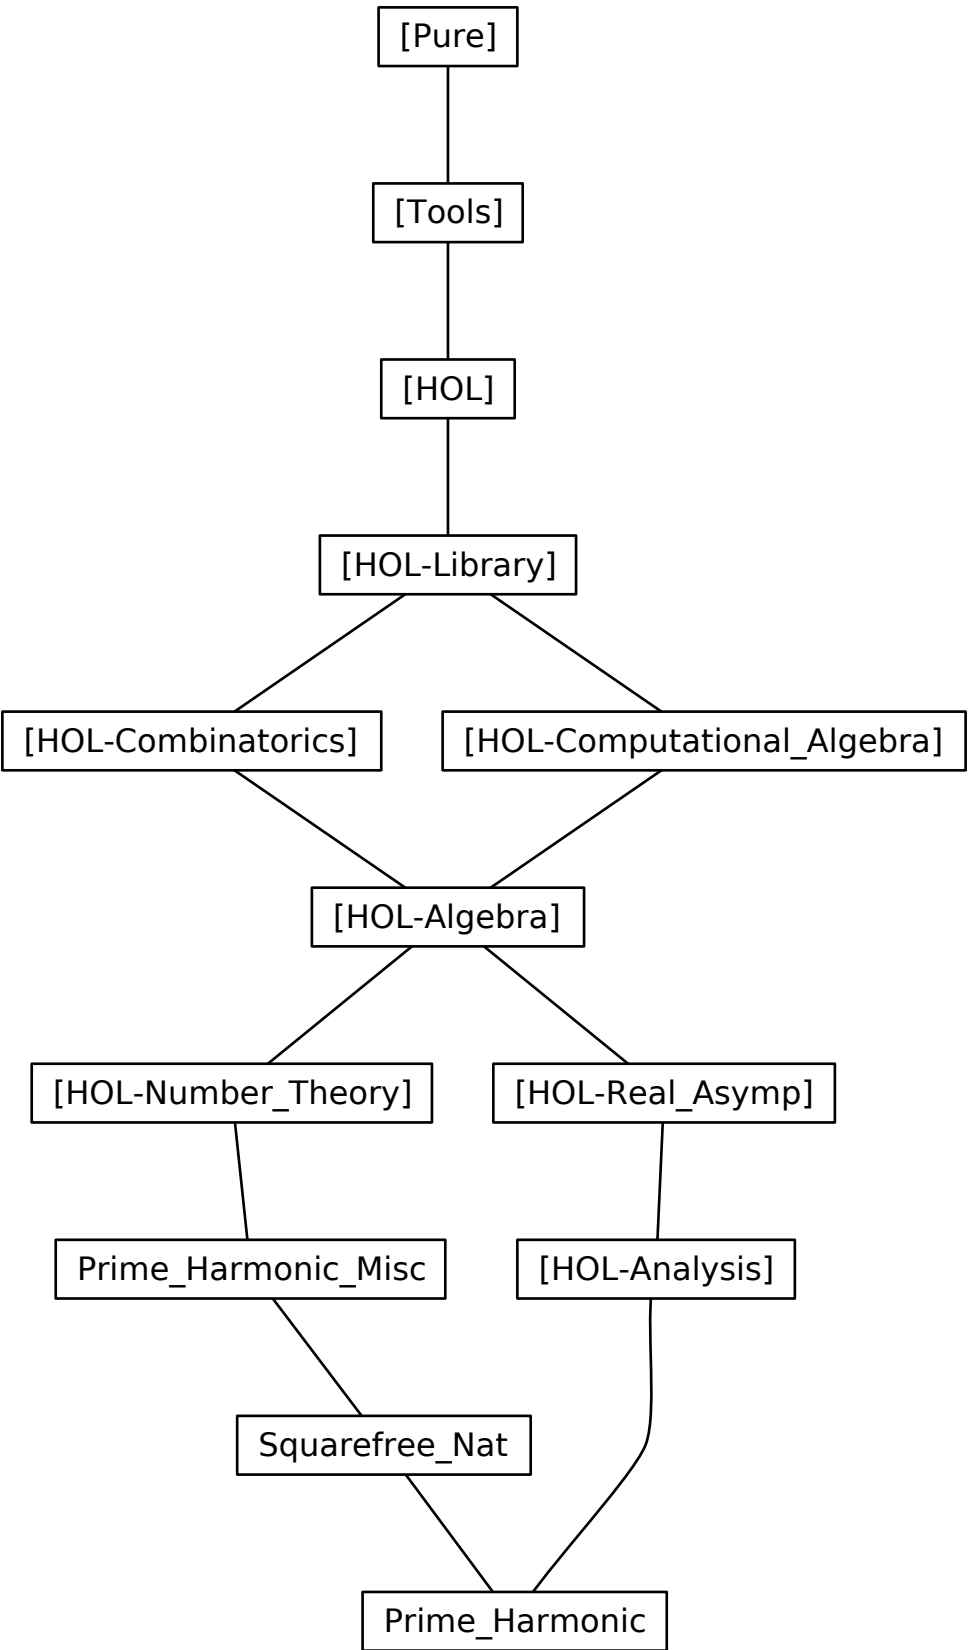 [Pure]
[Tools]
[HOL]
[HOL-Library]
[HOL-Combinatorics]
[HOL-Computational_Algebra]
[HOL-Algebra]
[HOL-Number_Theory]
[HOL-Real_Asymp]
Prime_Harmonic_Misc
[HOL-Analysis]
Squarefree_Nat
Prime_Harmonic